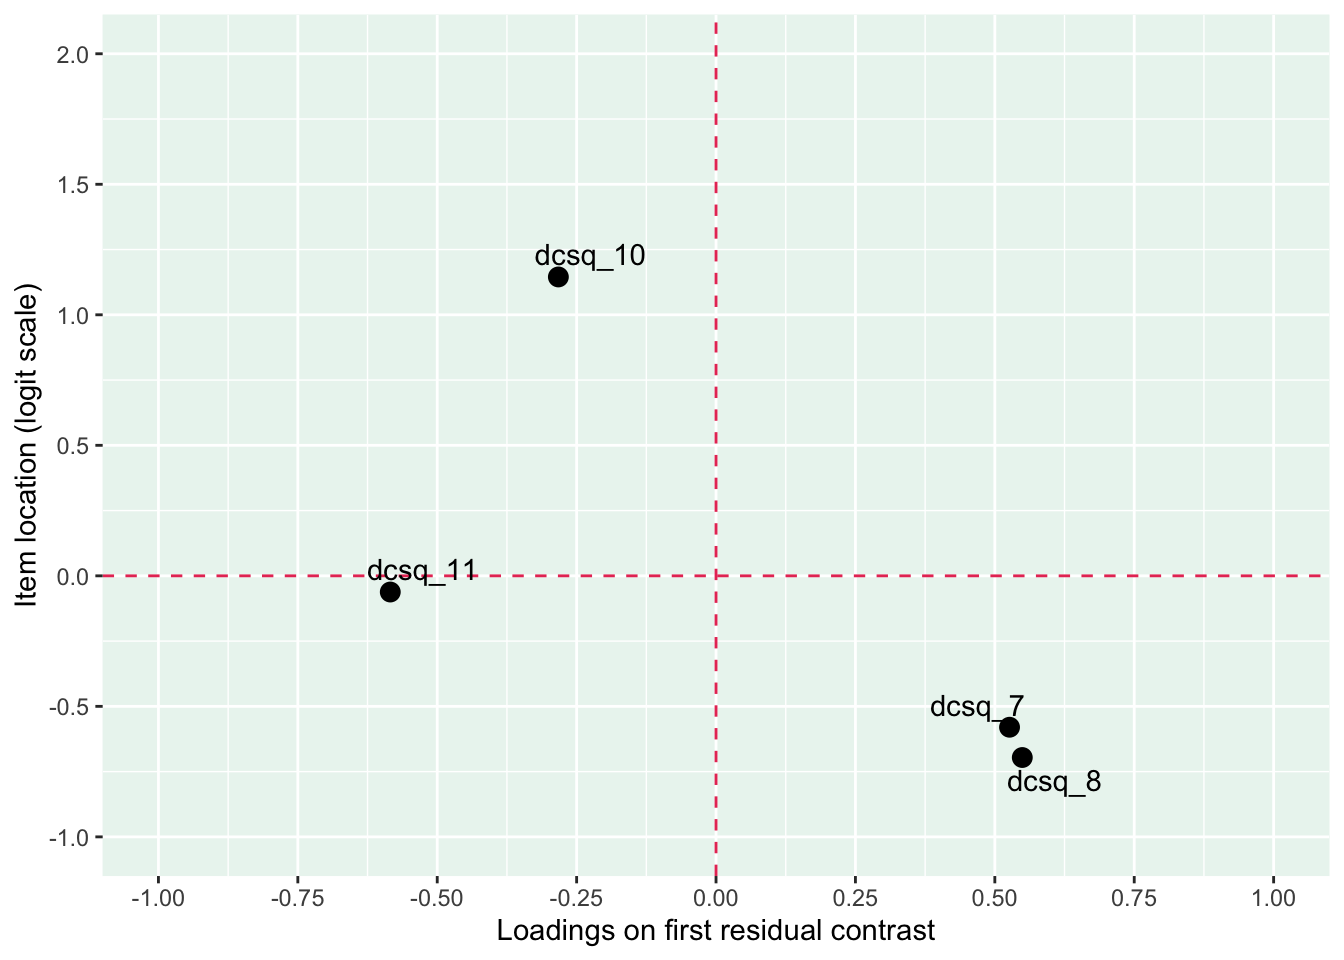 2.0
1.5
dcsq_10
1.0
0.5
dcsq_11
0.0
-0.5
dcsq_7
dcsq_8
-1.0
-1.00 -0.75 -0.50 -0.25 0.00 0.25 0.50 0.75 1.00
Loadings on first residual contrast
Item location (logit scale)